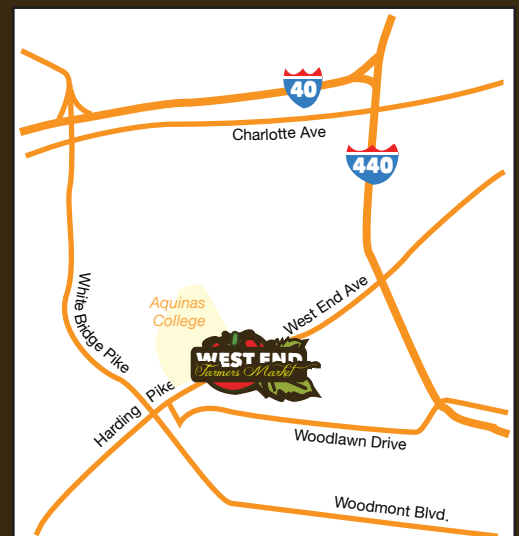 40
Charlotte Ave
440
West End Ave
Aquinas
College
White Bridge Pike
WEST END
Farmers Market
Harding Pike
Woodlawn Drive
Woodmont Blvd.